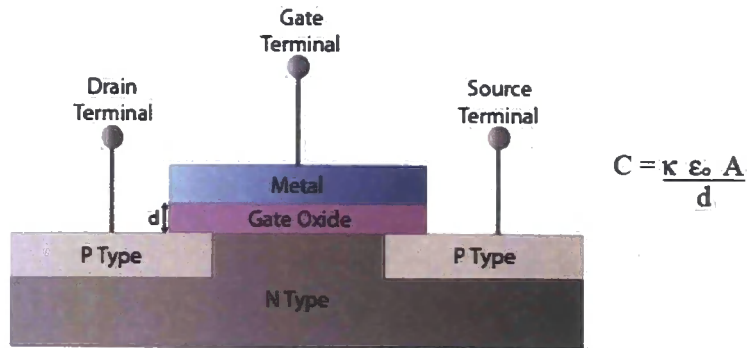 Gate
Terminal
Drain
Terminal
Source
Terminal
Metal
d
Gate Oxide
P Type
P Type
N Type
C = κ ε₀ A
d